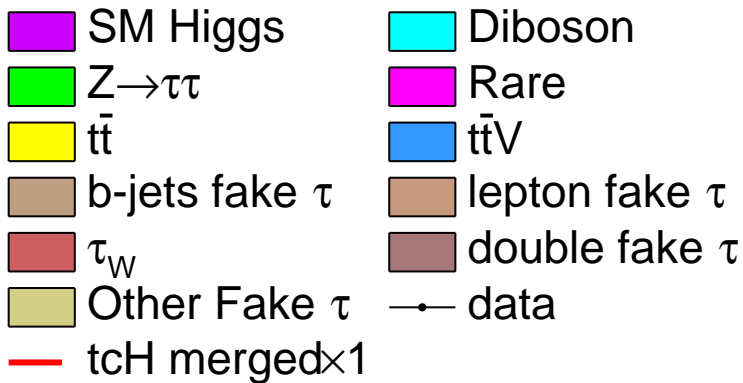 SM Higgs Diboson
Z→ττ Rare
tt̄ tt̄V
b-jets fake τ lepton fake τ
τ_W double fake τ
Other Fake τ data
tcH merged×1